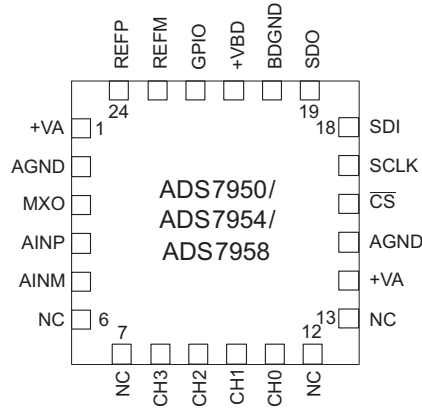 REFP
REFM
GPIO
+VBD
BDGND
SDO
24
19
+VA
1
18
SDI
AGND
SCLK
MXO
CS
AINP
AGND
AINM
+VA
NC
6
13
NC
ADS7950/
ADS7954/
ADS7958
7
12
NC
CH3
CH2
CH1
CH0
NC